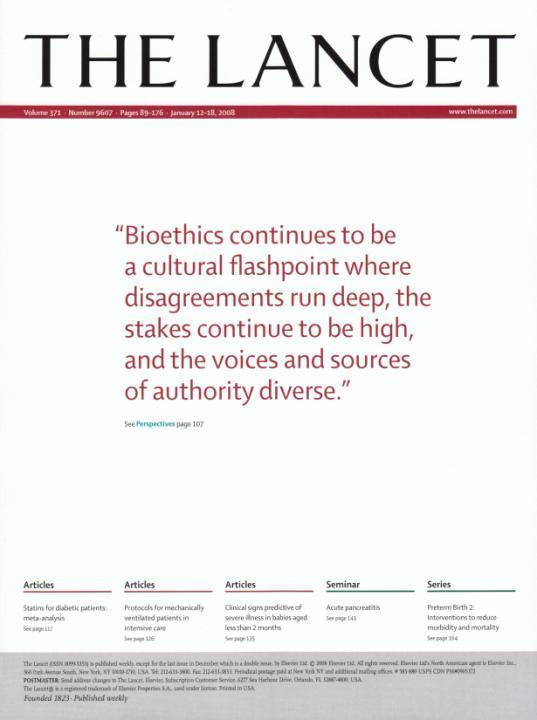 THE LANCET
Volume 371 · Number 9607 · Pages 89–176 · January 12–18, 2008 www.thelancet.com
“Bioethics continues to be
a cultural flashpoint where
disagreements run deep, the
stakes continue to be high,
and the voices and sources
of authority diverse.”
See Perspectives page 107
Articles
Statins for diabetic patients:
meta-analysis
See page 117
Articles
Protocols for mechanically
ventilated patients in
intensive care
See page 126
Articles
Clinical signs predictive of
severe illness in babies aged
less than 2 months
See page 135
Seminar
Acute pancreatitis
See page 143
Series
Preterm Birth 2:
Interventions to reduce
morbidity and mortality
See page 164
The Lancet (ISSN 0099-5355) is published weekly, except for the last issue in December which is a double issue, by Elsevier Ltd. © 2008 Elsevier Ltd. All rights reserved. Elsevier Ltd's North American agent is Elsevier Inc.,
360 Park Avenue South, New York, NY 10010-1710, USA. Tel: 212-633-3800. Fax: 212-633-3853. Periodical postage paid at New York NY and additional mailing offices. # USPS CDN
POSTMASTER: Send address changes to The Lancet, Elsevier, Subscription Customer Service, 6277 Sea Harbour Drive, Orlando, FL 32887-4800, USA.
The Lancet® is a registered trademark of Elsevier Properties S.A., used under license. Printed in USA.
Founded 1823 · Published weekly